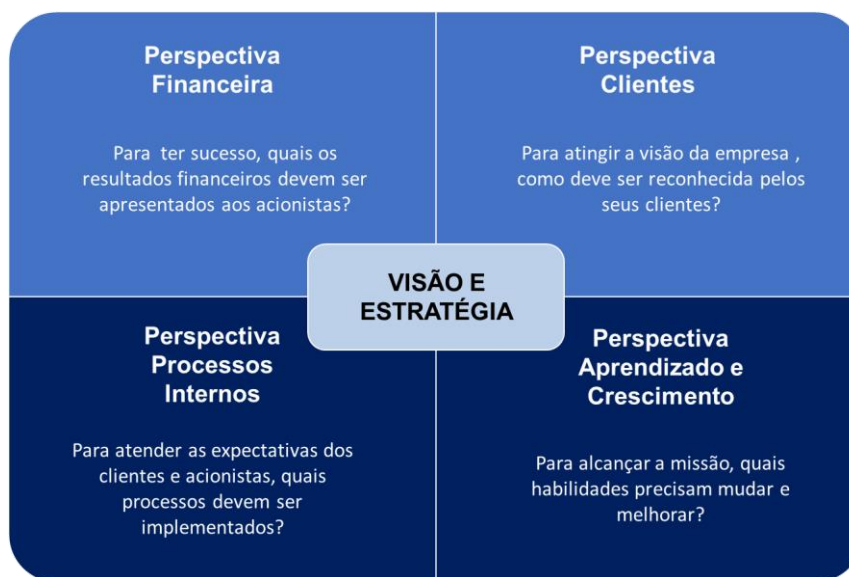 Perspectiva
Financeira
Para ter sucesso, quais os
resultados financeiros devem ser
apresentados aos acionistas?
Perspectiva
Clientes
Para atingir a visão da empresa ,
como deve ser reconhecida pelos
seus clientes?
VISÃO E
ESTRATÉGIA
Perspectiva
Processos
Internos
Para atender as expectativas dos
clientes e acionistas, quais
processos devem ser
implementados?
Perspectiva
Aprendizado e
Crescimento
Para alcançar a missão, quais
habilidades precisam mudar e
melhorar?